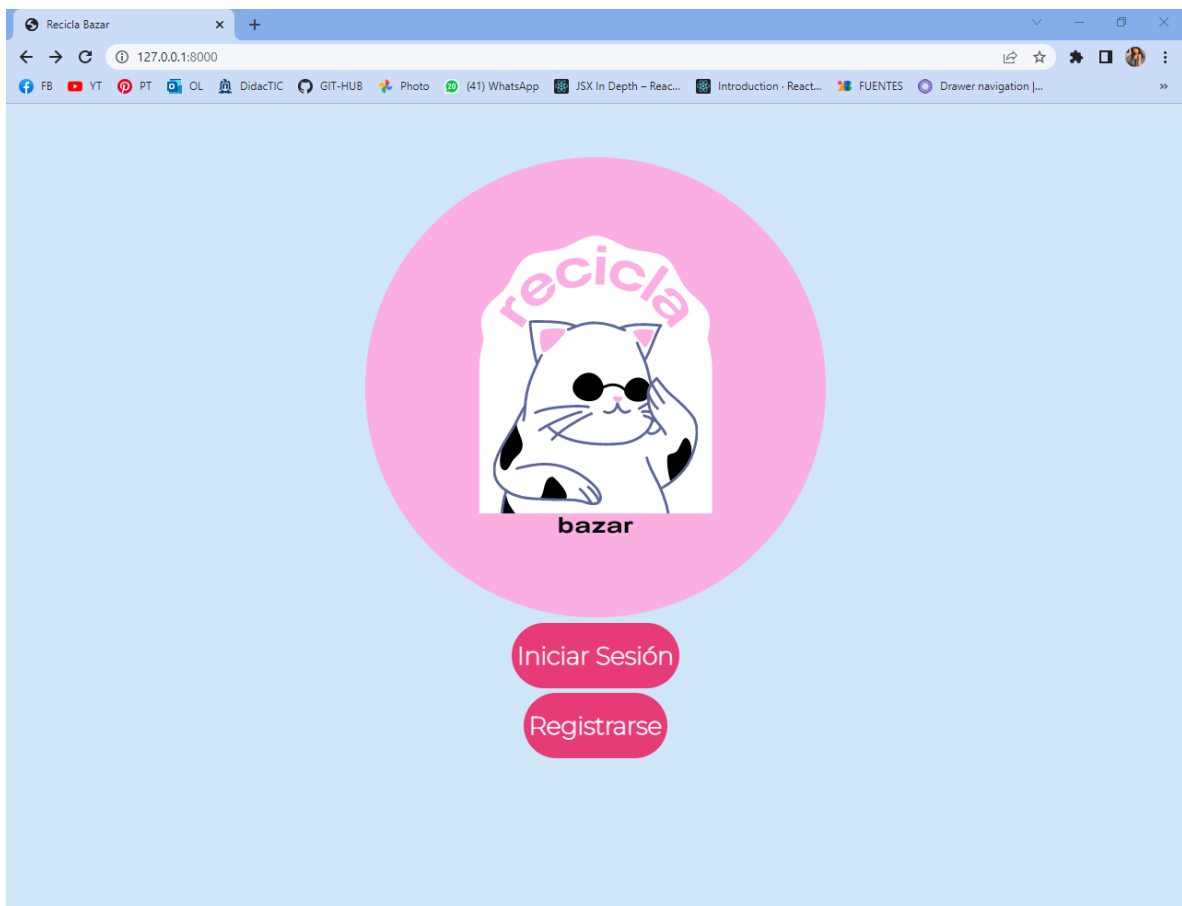 Recicla Bazar
127.0.0.1:8000
FB YT PT OL DidacTIC GIT-HUB Photo 20 (41) WhatsApp JSX In Depth – Reac... Introduction · React... FUENTES Drawer navigation |... »
recicla
bazar
Iniciar Sesión
Registrarse